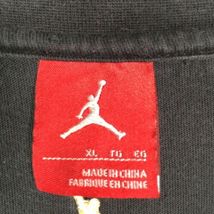 XL TG EG
MADE IN CHINA
FABRIQUE EN CHINE